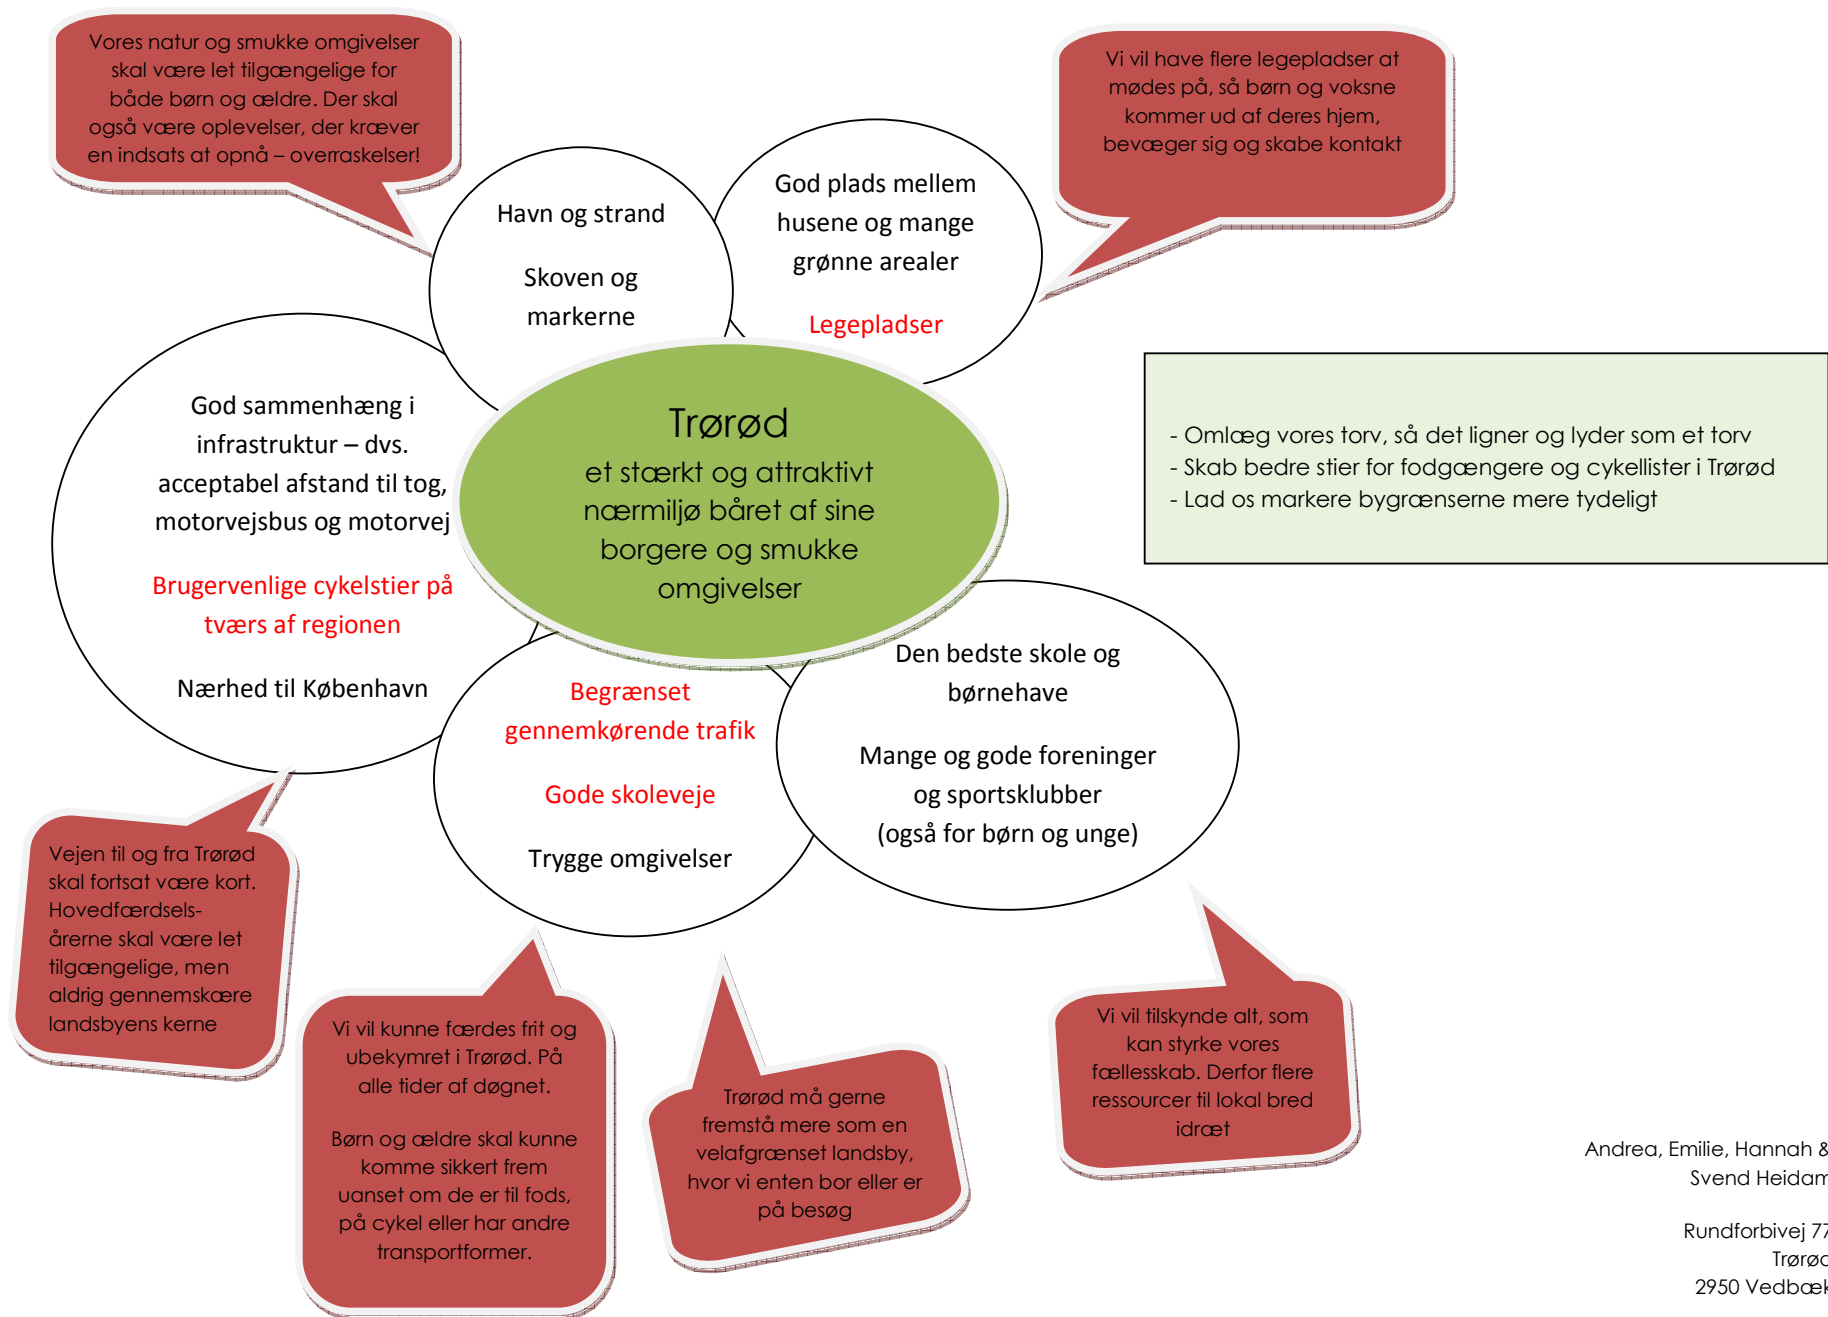 Vores natur og smukke omgivelser
skal være let tilgængelige for
både børn og ældre. Der skal
også være oplevelser, der kræver
en indsats at opnå – overraskelser!
Vi vil have flere legepladser at
mødes på, så børn og voksne
kommer ud af deres hjem,
bevæger sig og skabe kontakt
Havn og strand
Skoven og
markerne
God plads mellem
husene og mange
grønne arealer
Legepladser
God sammenhæng i
infrastruktur – dvs.
acceptabel afstand til tog,
motorvejsbus og motorvej
Brugervenlige cykelstier på
tværs af regionen
Nærhed til København
Trørød
et stærkt og attraktivt
nærmiljø båret af sine
borgere og smukke
omgivelser
- Omlæg vores torv, så det ligner og lyder som et torv
- Skab bedre stier for fodgængere og cykellister i Trørød
- Lad os markere bygrænserne mere tydeligt
Begrænset
gennemkørende trafik
Gode skoleveje
Trygge omgivelser
Den bedste skole og
børnehave
Mange og gode foreninger
og sportsklubber
(også for børn og unge)
Vejen til og fra Trørød
skal fortsat være kort.
Hovedfærdsels-
årerne skal være let
tilgængelige, men
aldrig gennemskære
landsbyens kerne
Vi vil kunne færdes frit og
ubekymret i Trørød. På
alle tider af døgnet.
Børn og ældre skal kunne
komme sikkert frem
uanset om de er til fods,
på cykel eller har andre
transportformer.
Trørød må gerne
fremstå mere som en
velafgrænset landsby,
hvor vi enten bor eller er
på besøg
Vi vil tilskynde alt, som
kan styrke vores
fællesskab. Derfor flere
ressourcer til lokal bred
idræt
Andrea, Emilie, Hannah &
Svend Heidam
Rundforbivej 77
Trørød
2950 Vedbæk